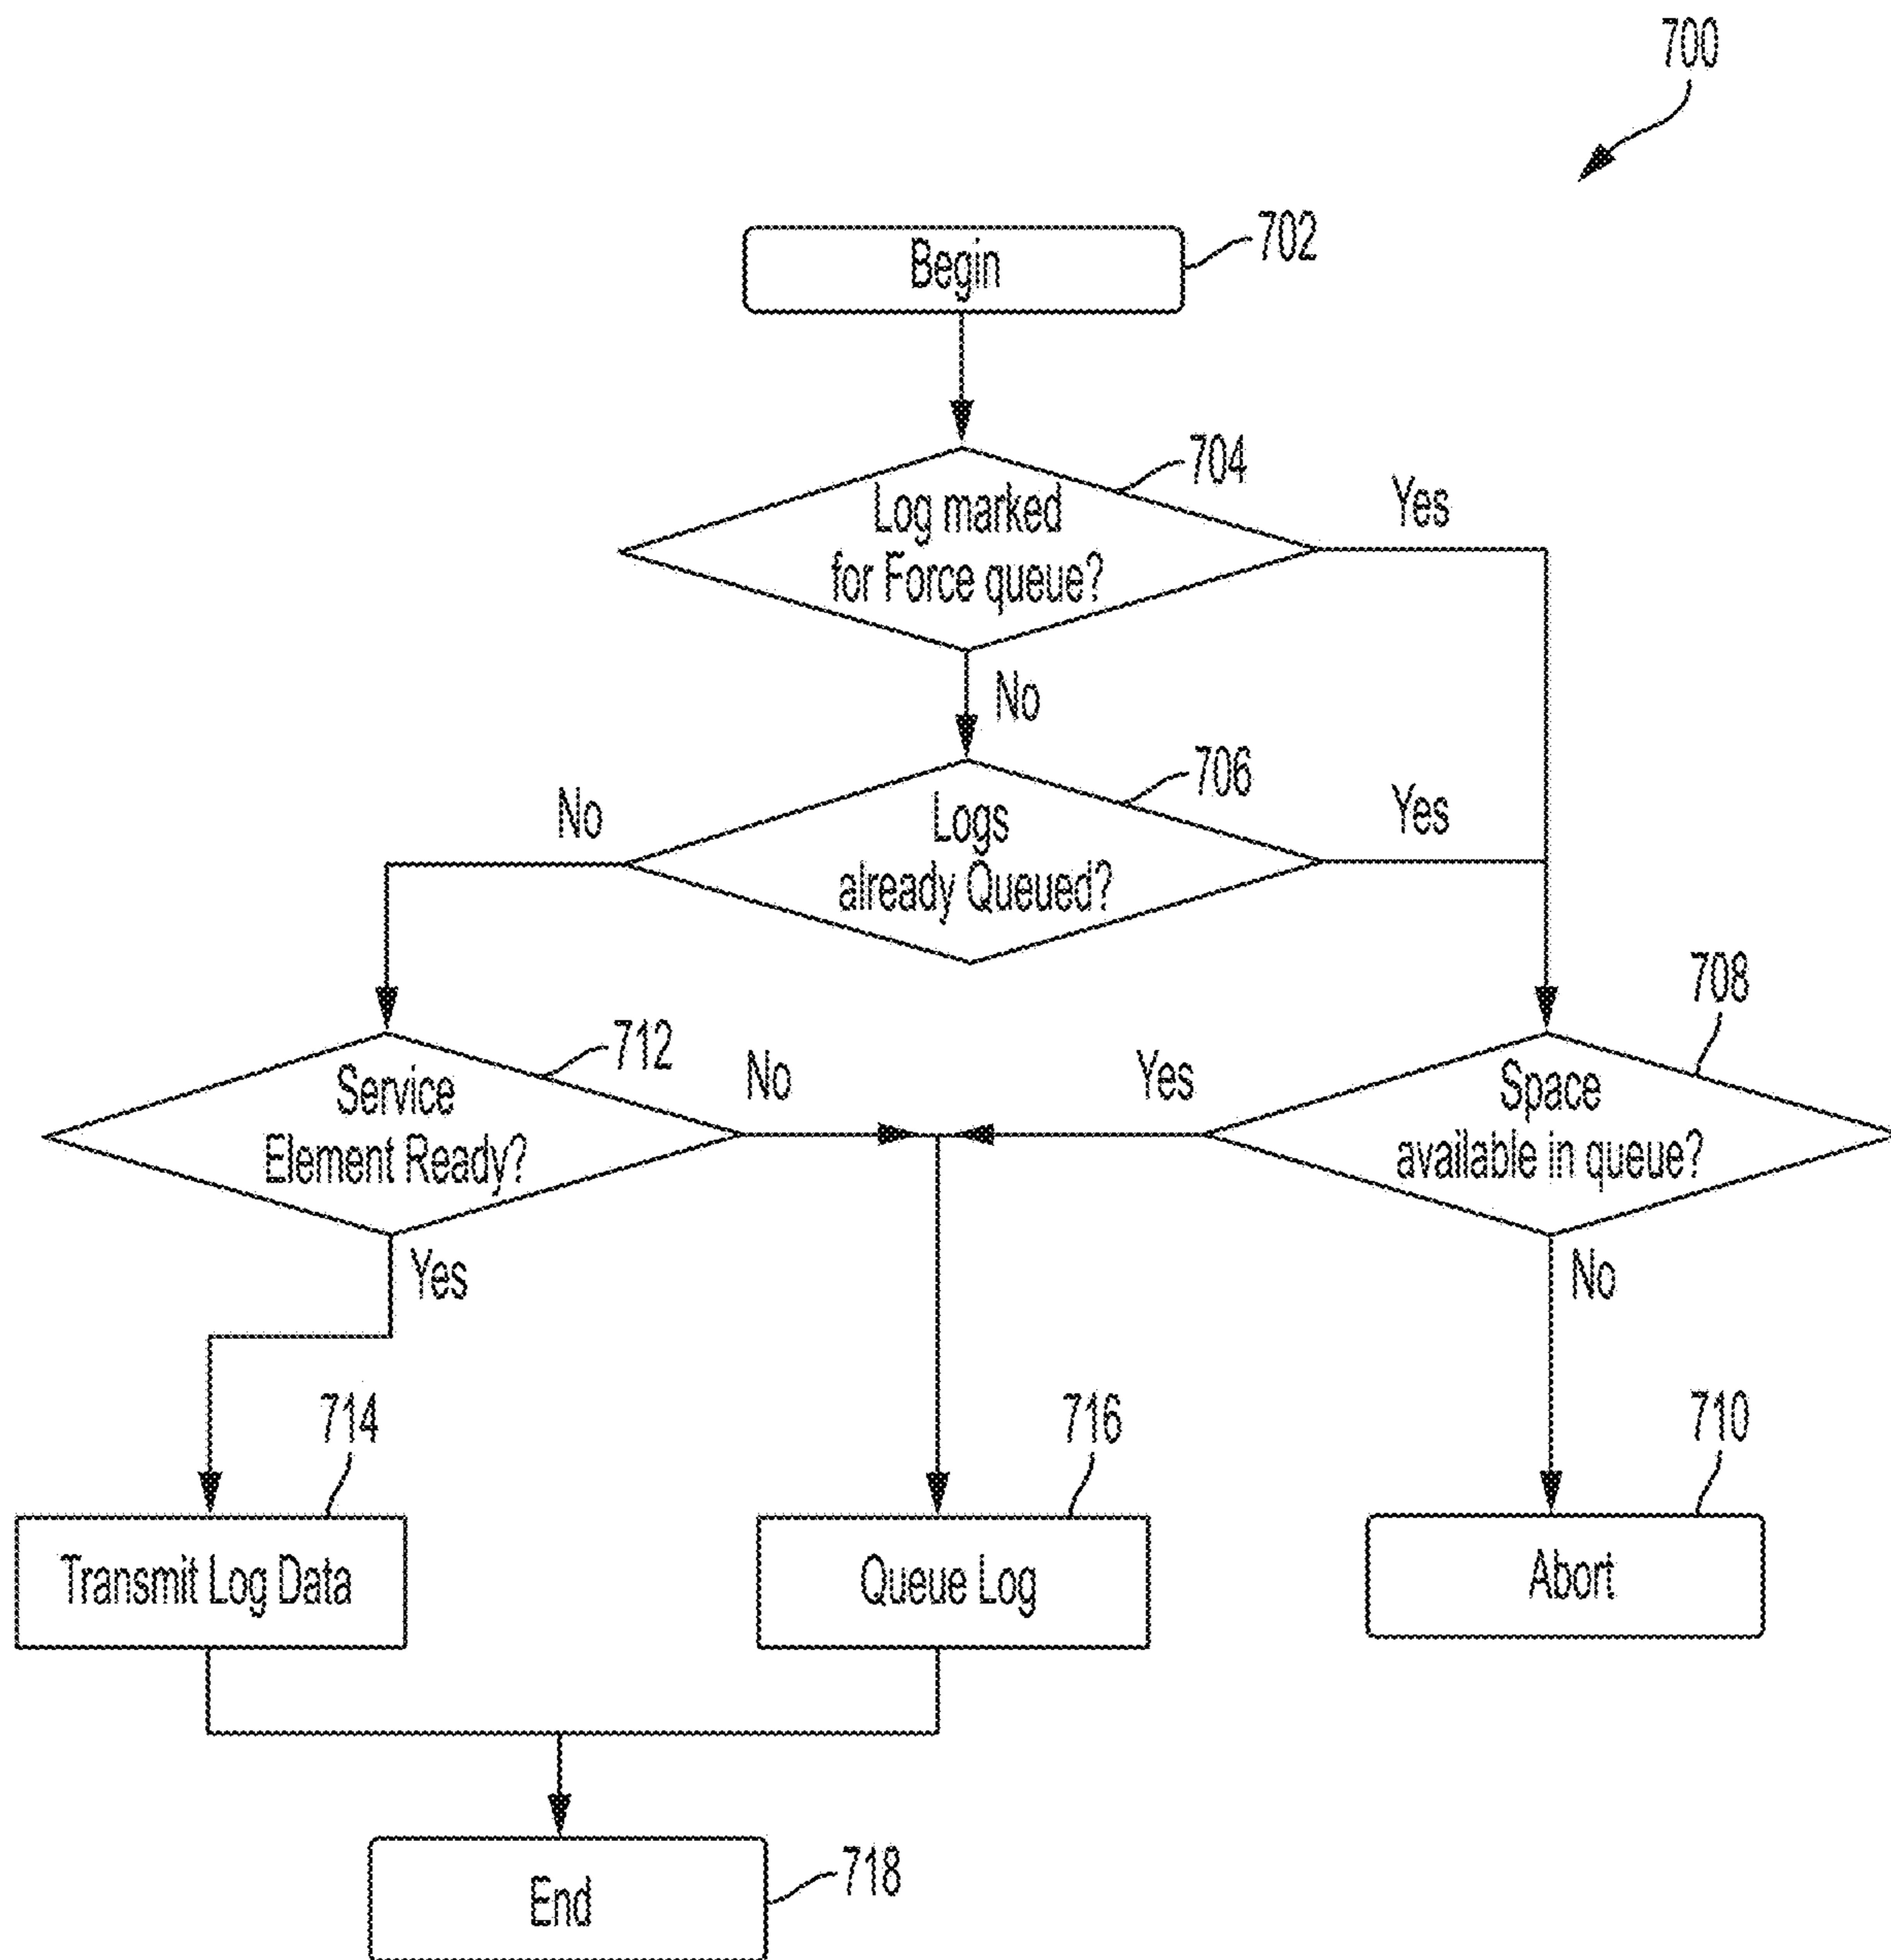 700
Begin
702
704
Log marked
for Force queue?
Yes
No
706
No
Logs
already Queued?
Yes
708
712
Service
Element Ready?
No
Yes
Space
available in queue?
Yes
No
714
716
710
Transmit Log Data
Queue Log
Abort
End
718